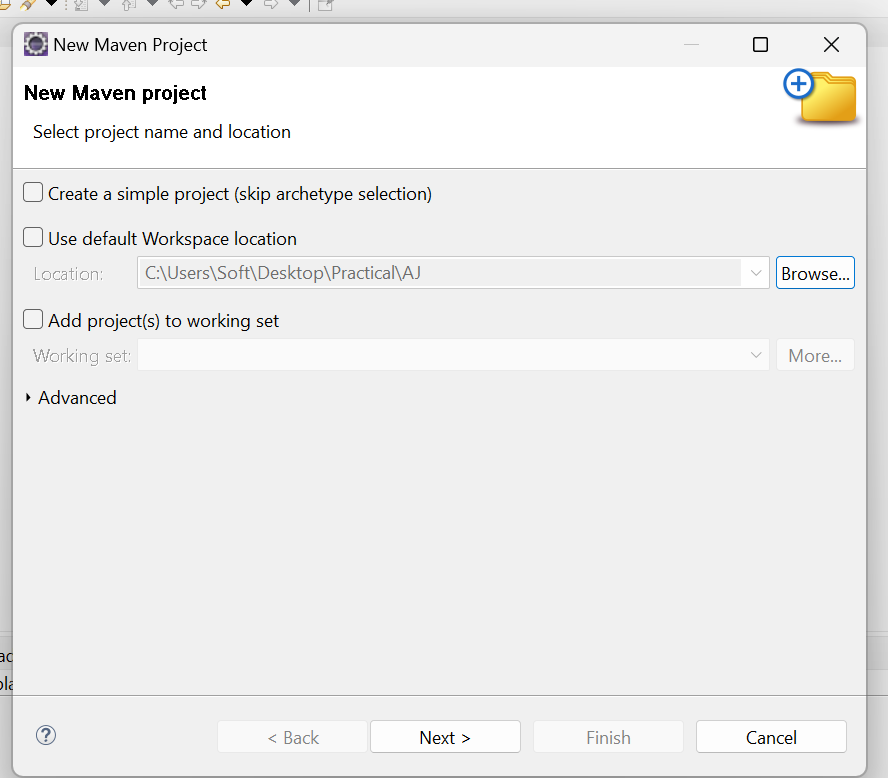 New Maven Project
New Maven project
Select project name and location
Create a simple project (skip archetype selection)
Use default Workspace location
Location: C:\Users\Soft\Desktop\Practical\AJ Browse...
Add project(s) to working set
Working set: More...
Advanced
< Back Next > Finish Cancel